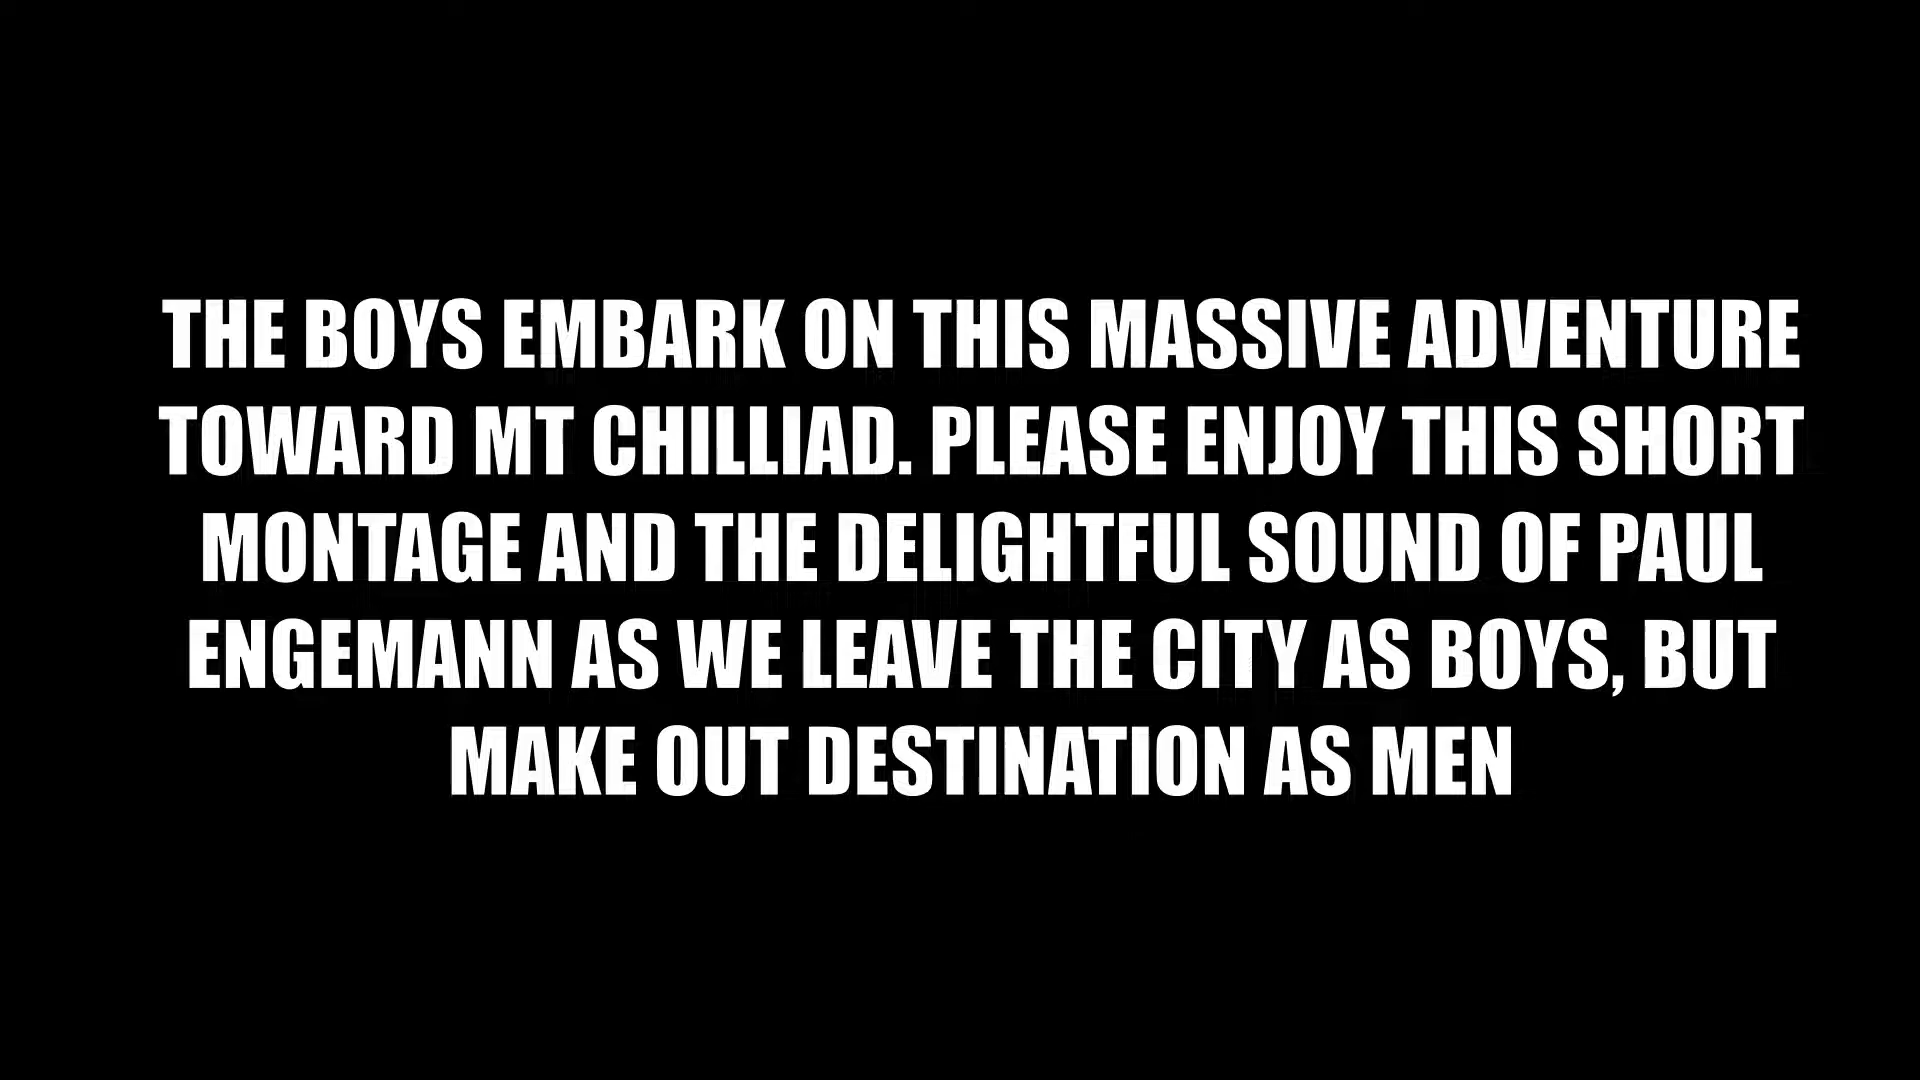 THE BOYS EMBARK ON THIS MASSIVE ADVENTURE
TOWARD MT CHILLIAD. PLEASE ENJOY THIS SHORT
MONTAGE AND THE DELIGHTFUL SOUND OF PAUL
ENGEMANN AS WE LEAVE THE CITY AS BOYS, BUT
MAKE OUT DESTINATION AS MEN